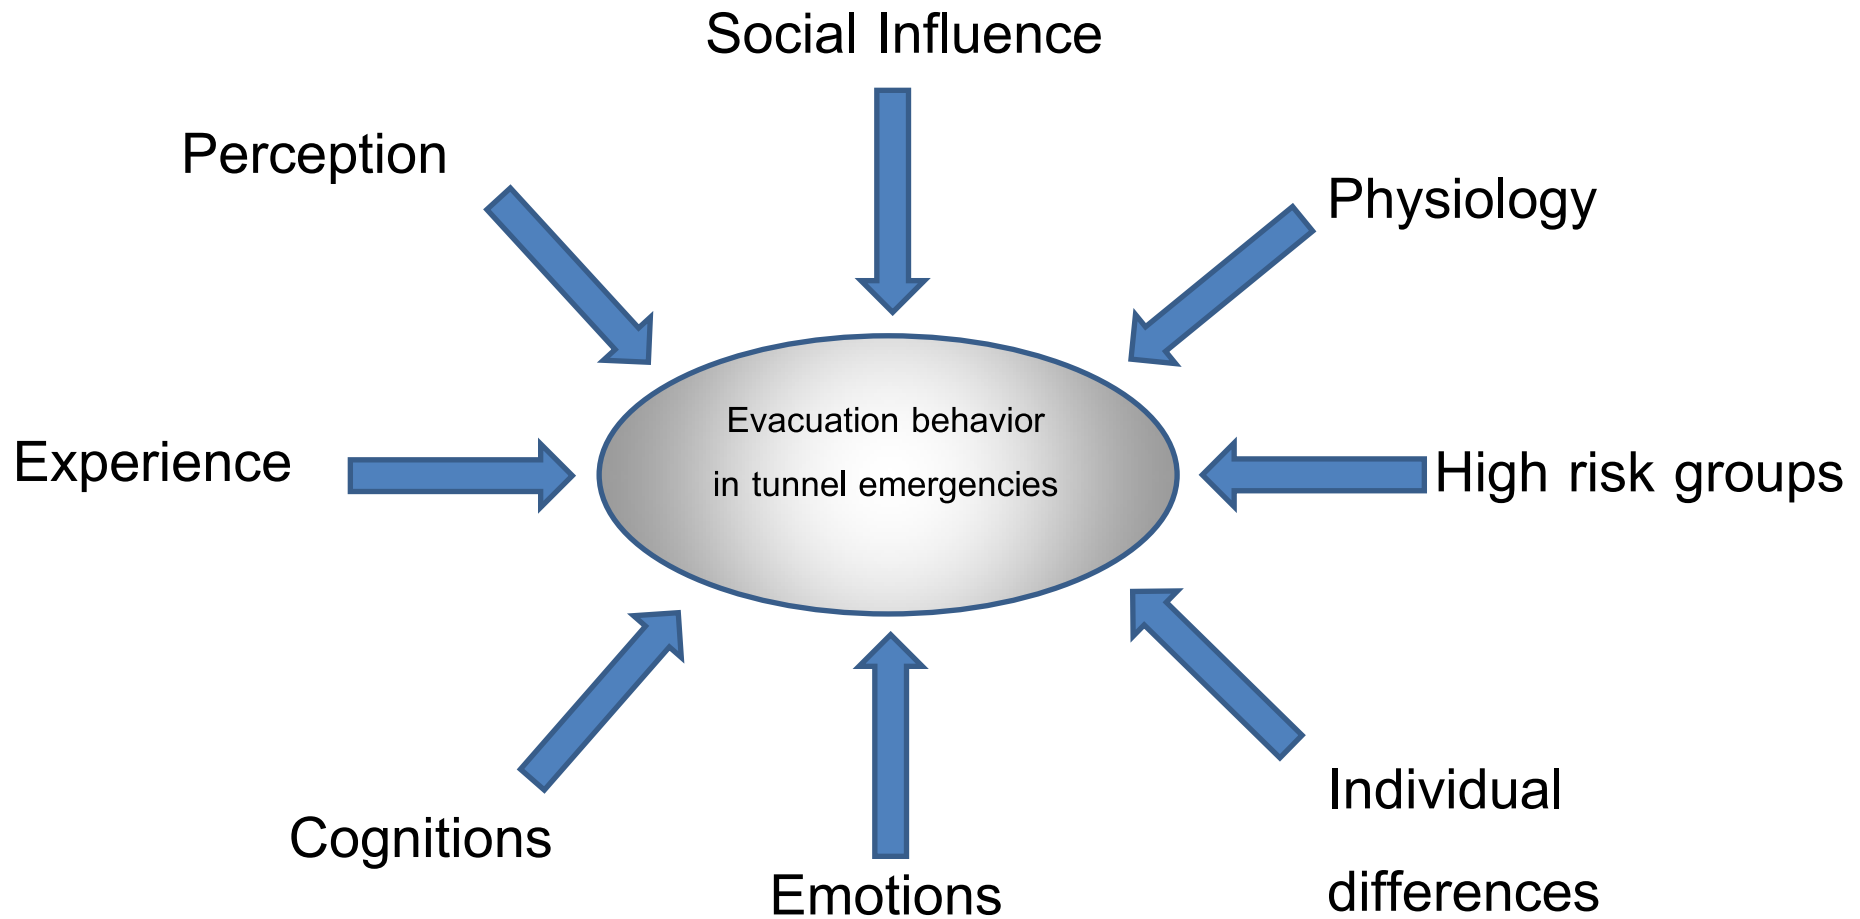 Social Influence
Perception
Physiology
Evacuation behavior
in tunnel emergencies
Experience
High risk groups
Cognitions
Emotions
Individual
differences